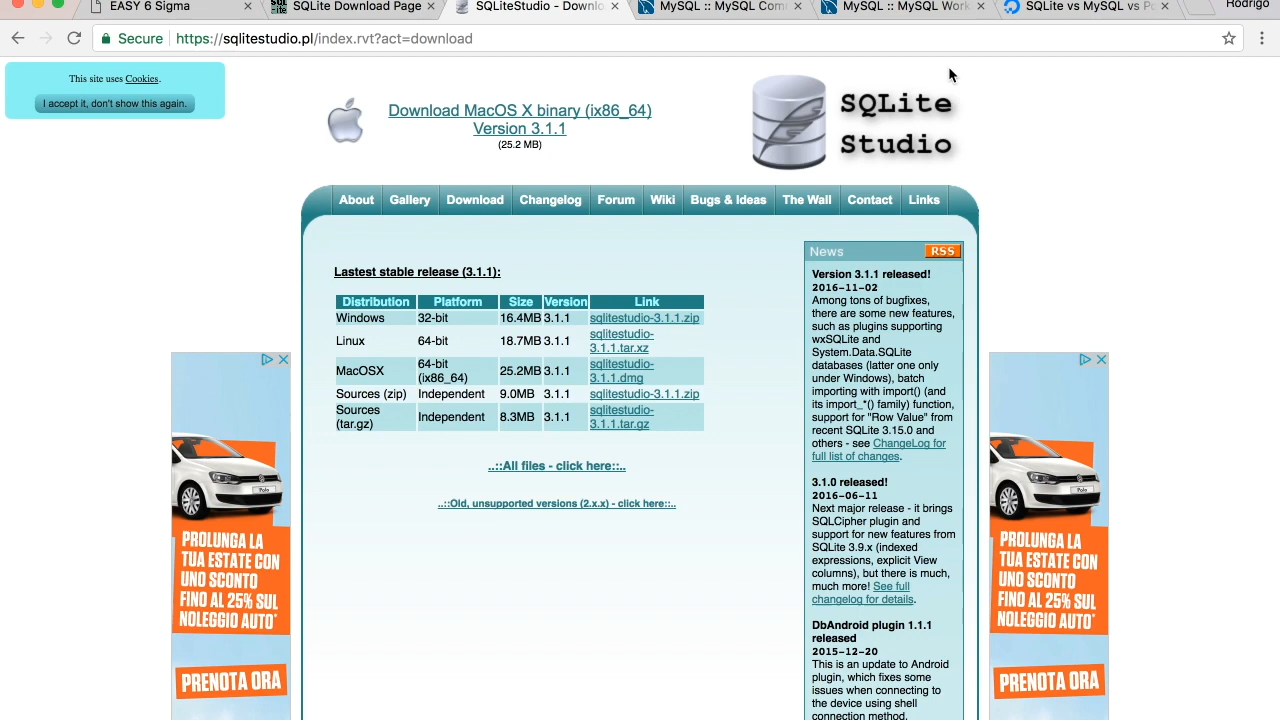 EASY 6 Sigma
SQLite Download Page
SQLiteStudio - Downlo
MySQL :: MySQL Com
MySQL :: MySQL Work
SQLite vs MySQL vs Po
Rodrigo
Secure
https://sqlitestudio.pl/index.rvt?act=download
This site uses Cookies.
I accept it, don't show this again.
Download MacOS X binary (ix86_64)
Version 3.1.1
(25.2 MB)
SQLite
Studio
About Gallery Download Changelog Forum Wiki Bugs & Ideas The Wall Contact Links
Lastest stable release (3.1.1):
Distribution Platform Size Version Link
Windows 32-bit 16.4MB 3.1.1 sqlitestudio-3.1.1.zip
Linux 64-bit 18.7MB 3.1.1 sqlitestudio-
3.1.1.tar.xz
MacOSX 64-bit
(ix86_64) 25.2MB 3.1.1 sqlitestudio-
3.1.1.dmg
Sources (zip) Independent 9.0MB 3.1.1 sqlitestudio-3.1.1.zip
Sources
(tar.gz) Independent 8.3MB 3.1.1 sqlitestudio-
3.1.1.tar.gz
..::All files - click here::..
..::Old, unsupported versions (2.x.x) - click here::..
News RSS
Version 3.1.1 released!
2016-11-02
Among tons of bugfixes,
there are some new features,
such as plugins supporting
wxSQLite and
System.Data.SQLite
databases (latter one only
under Windows), batch
importing with import() (and
its import_*() family) function,
support for "Row Value" from
recent SQLite 3.15.0 and
others - see ChangeLog for
full list of changes.
3.1.0 released!
2016-06-11
Next major release - it brings
SQLCipher plugin and
support for new features from
SQLite 3.9.x (indexed
expressions, explicit View
columns), but there is much,
much more! See full
changelog for details.
DbAndroid plugin 1.1.1
released
2015-12-20
This is an update to Android
plugin, which fixes some
issues when connecting to
the device using shell
connection method.
Polo
PROLUNGA LA
TUA ESTATE CON
UNO SCONTO
FINO AL 25% SUL
NOLEGGIO AUTO*
PRENOTA ORA
Polo
PROLUNGA LA
TUA ESTATE CON
UNO SCONTO
FINO AL 25% SUL
NOLEGGIO AUTO*
PRENOTA ORA